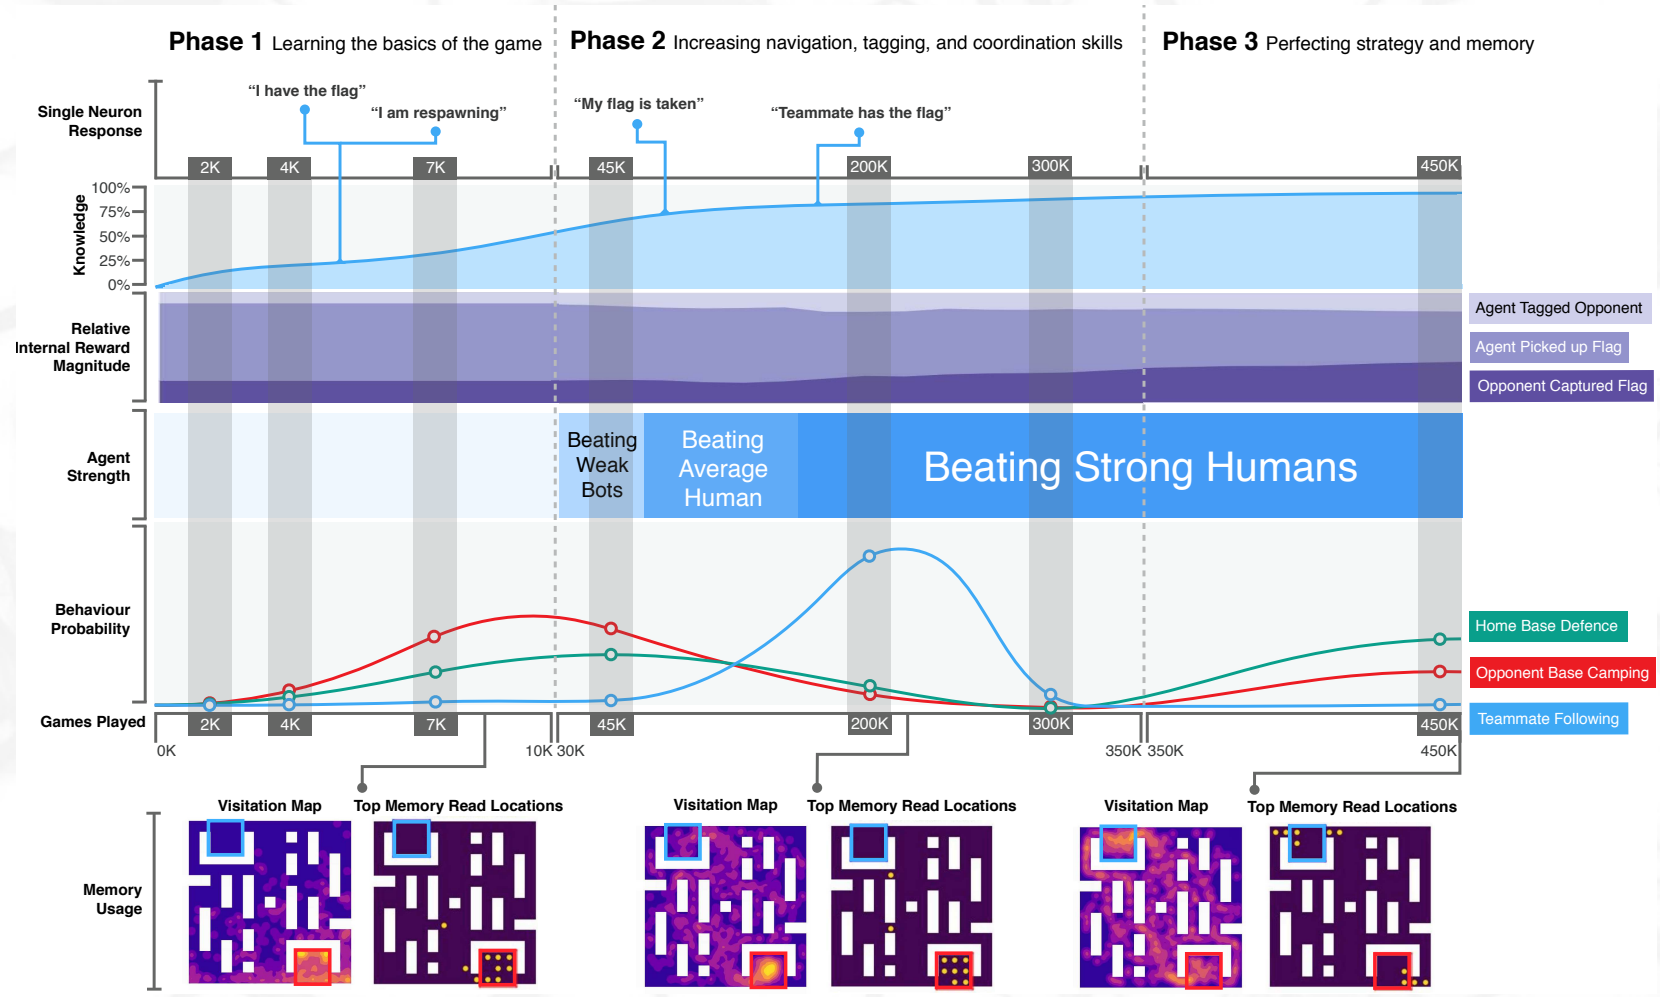 Phase 1 Learning the basics of the game
Phase 2 Increasing navigation, tagging, and coordination skills
Phase 3 Perfecting strategy and memory
Single Neuron
Response
“I have the flag”
“I am respawning”
“My flag is taken”
“Teammate has the flag”
2K
4K
7K
45K
200K
300K
450K
Knowledge
100%
75%
50%
25%
0%
Relative
Internal Reward
Magnitude
Agent Tagged Opponent
Agent Picked up Flag
Opponent Captured Flag
Agent
Strength
Beating
Weak
Bots
Beating
Average
Human
Beating Strong Humans
Behaviour
Probability
Home Base Defence
Opponent Base Camping
Teammate Following
Games Played
2K
4K
7K
45K
200K
300K
450K
0K
10K
30K
350K
350K
450K
Visitation Map
Top Memory Read Locations
Visitation Map
Top Memory Read Locations
Visitation Map
Top Memory Read Locations
Memory
Usage